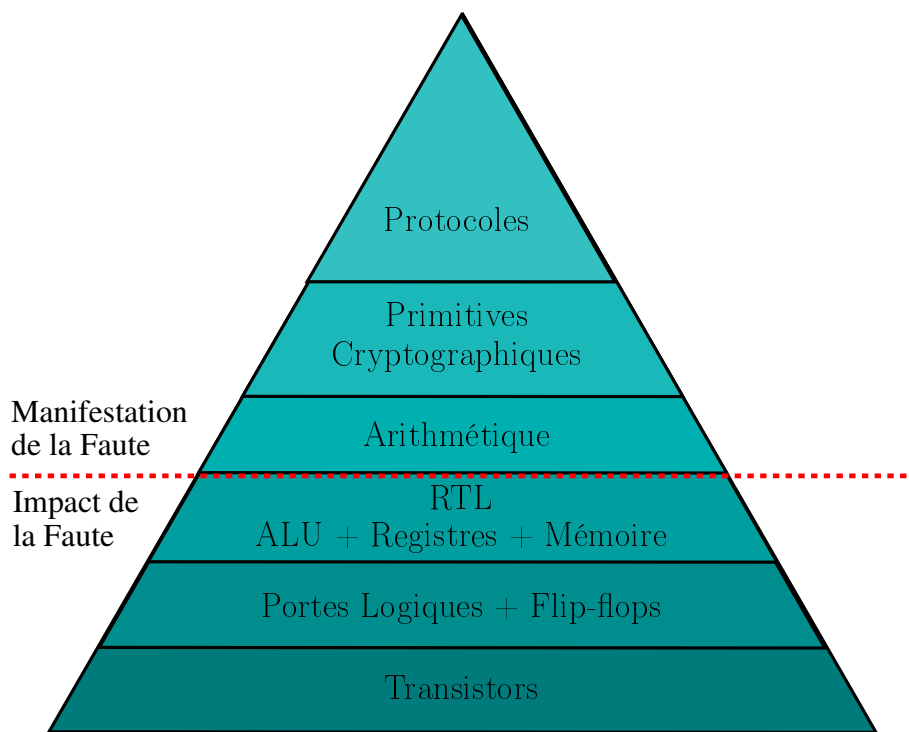 Protocoles
Primitives
Cryptographiques
Manifestation
de la Faute
Arithmétique
Impact de
la Faute
RTL
ALU + Registres + Mémoire
Portes Logiques + Flip-flops
Transistors